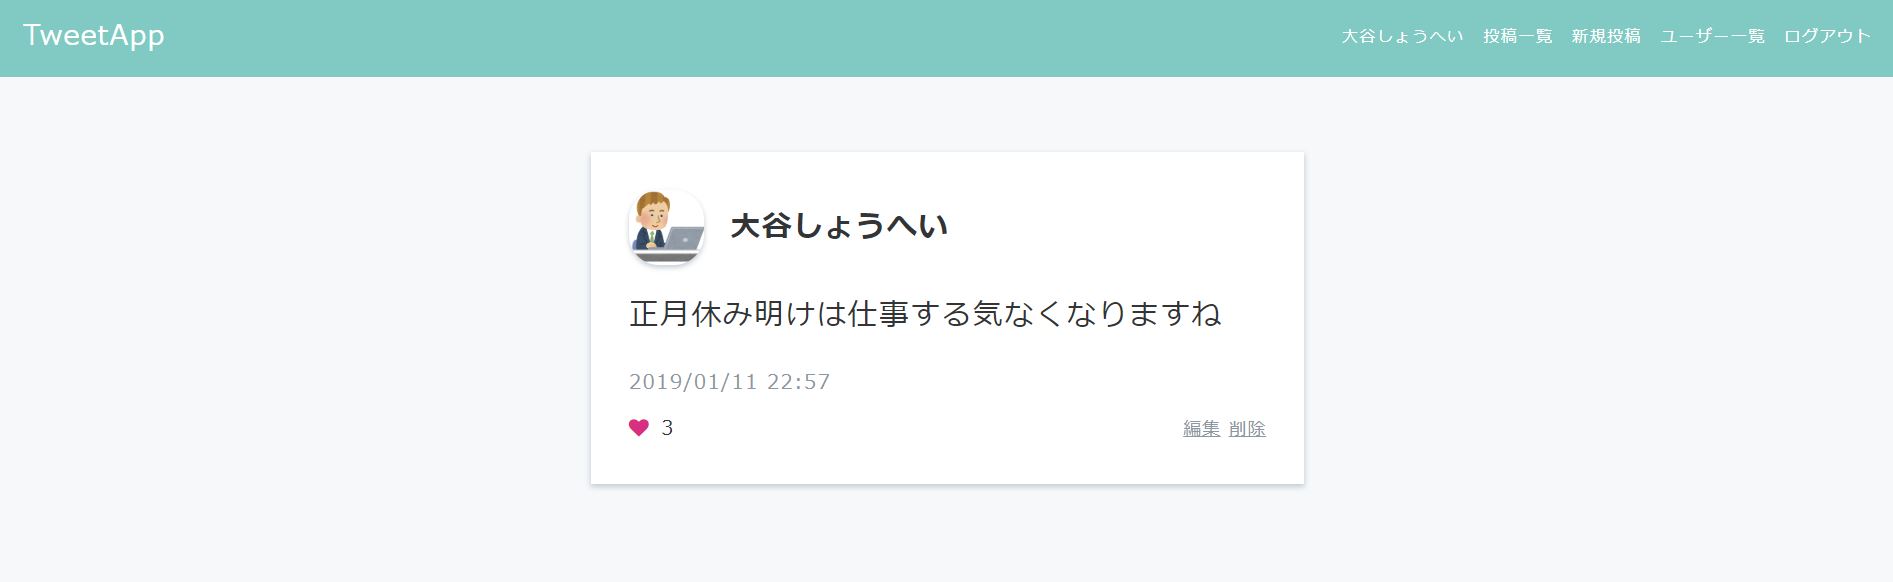 TweetApp
大谷しょうへい 投稿一覧 新規投稿 ユーザー一覧 ログアウト
大谷しょうへい
正月休み明けは仕事する気なくなりますね
2019/01/11 22:57
3
編集 削除